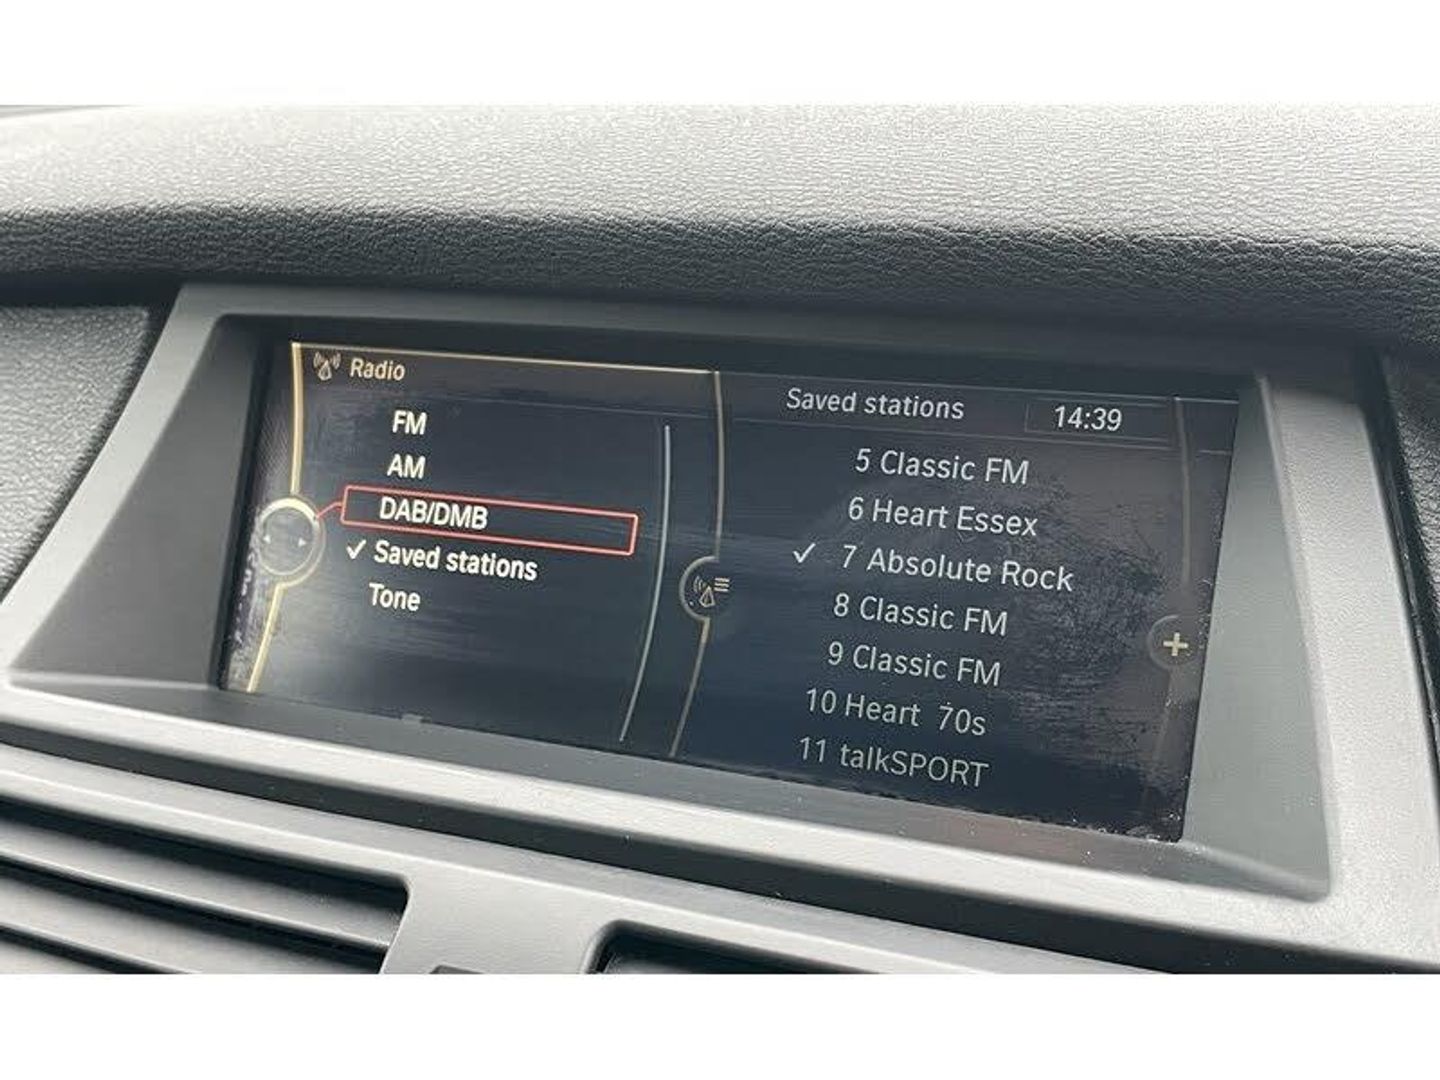 Radio
FM
AM
DAB/DMB
✓ Saved stations
Tone
Saved stations 14:39
5 Classic FM
6 Heart Essex
✓ 7 Absolute Rock
8 Classic FM
9 Classic FM
10 Heart 70s
11 talkSPORT